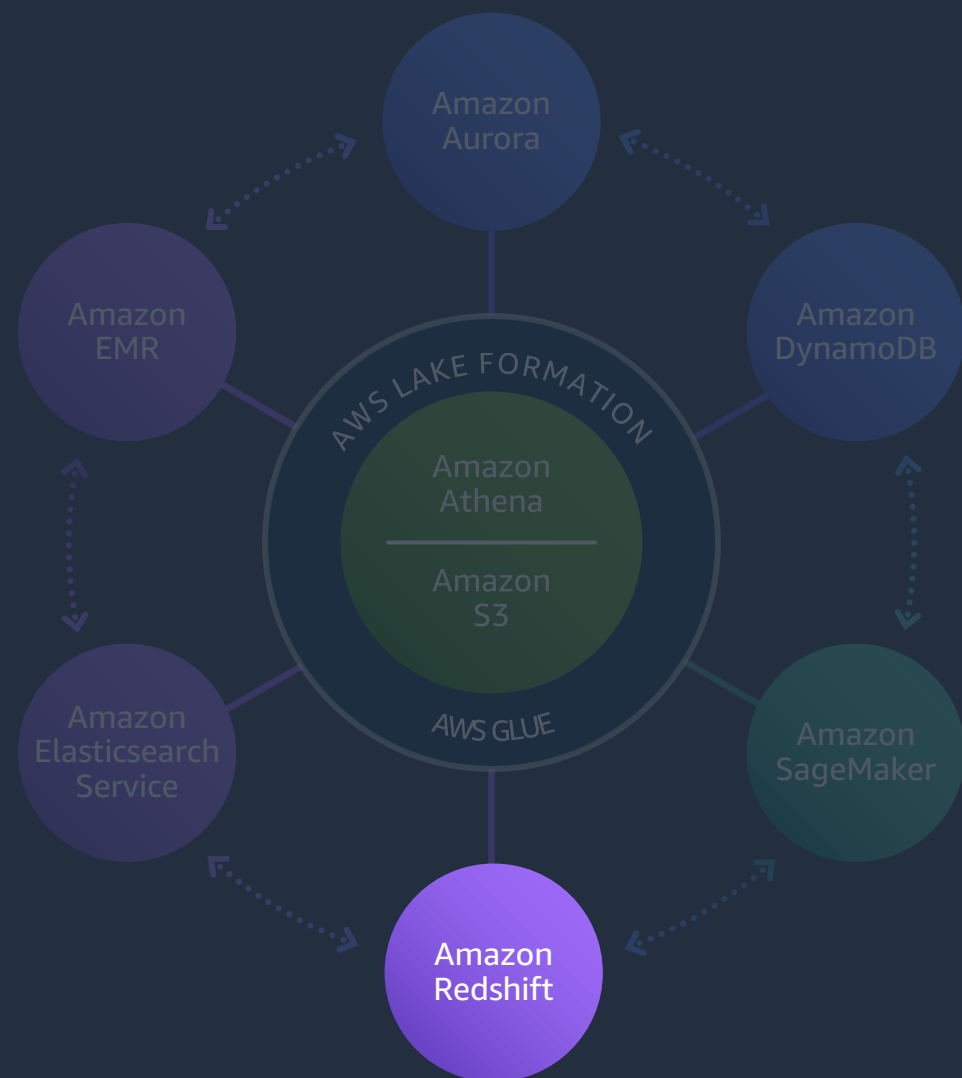 Amazon
Aurora
Amazon
EMR
Amazon
DynamoDB
AWS LAKE FORMATION
Amazon
Athena
Amazon
S3
AWS GLUE
Amazon
Elasticsearch
Service
Amazon
SageMaker
Amazon
Redshift